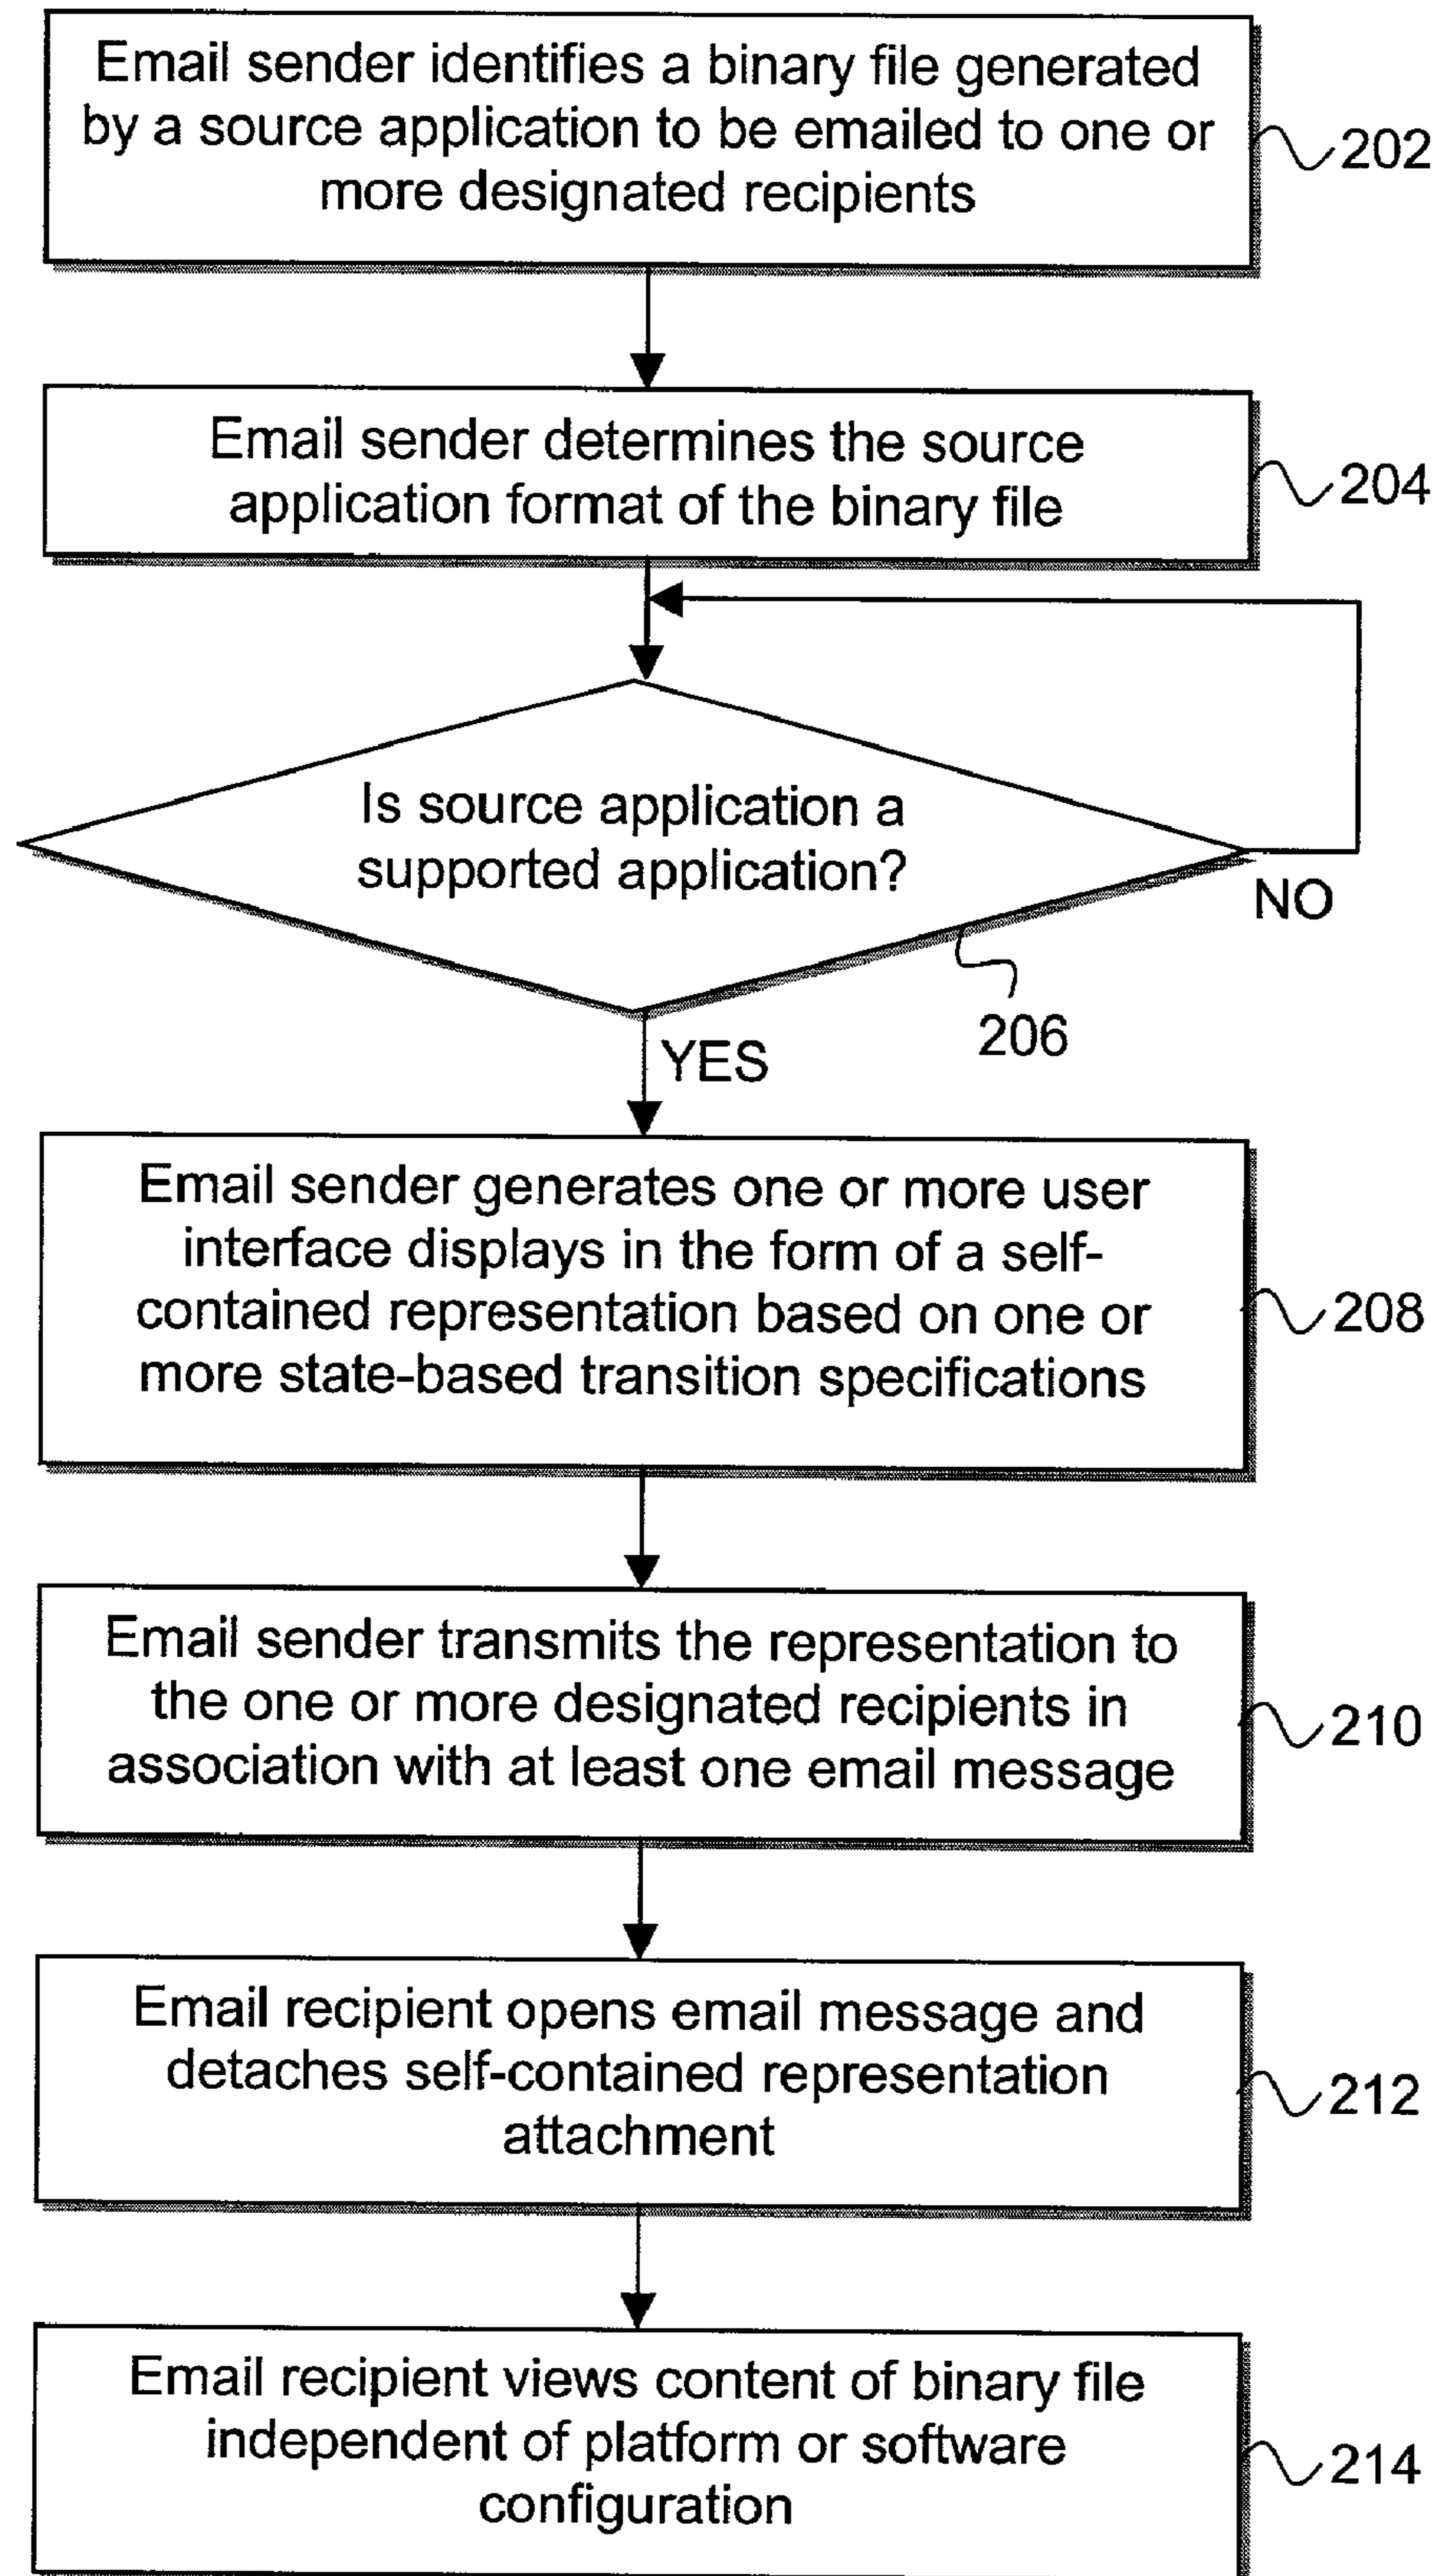 Email sender identifies a binary file generated
by a source application to be emailed to one or
more designated recipients
202
Email sender determines the source
application format of the binary file
204
Is source application a
supported application?
NO
206
YES
Email sender generates one or more user
interface displays in the form of a self-
contained representation based on one or
more state-based transition specifications
208
Email sender transmits the representation to
the one or more designated recipients in
association with at least one email message
210
Email recipient opens email message and
detaches self-contained representation
attachment
212
Email recipient views content of binary file
independent of platform or software
configuration
214